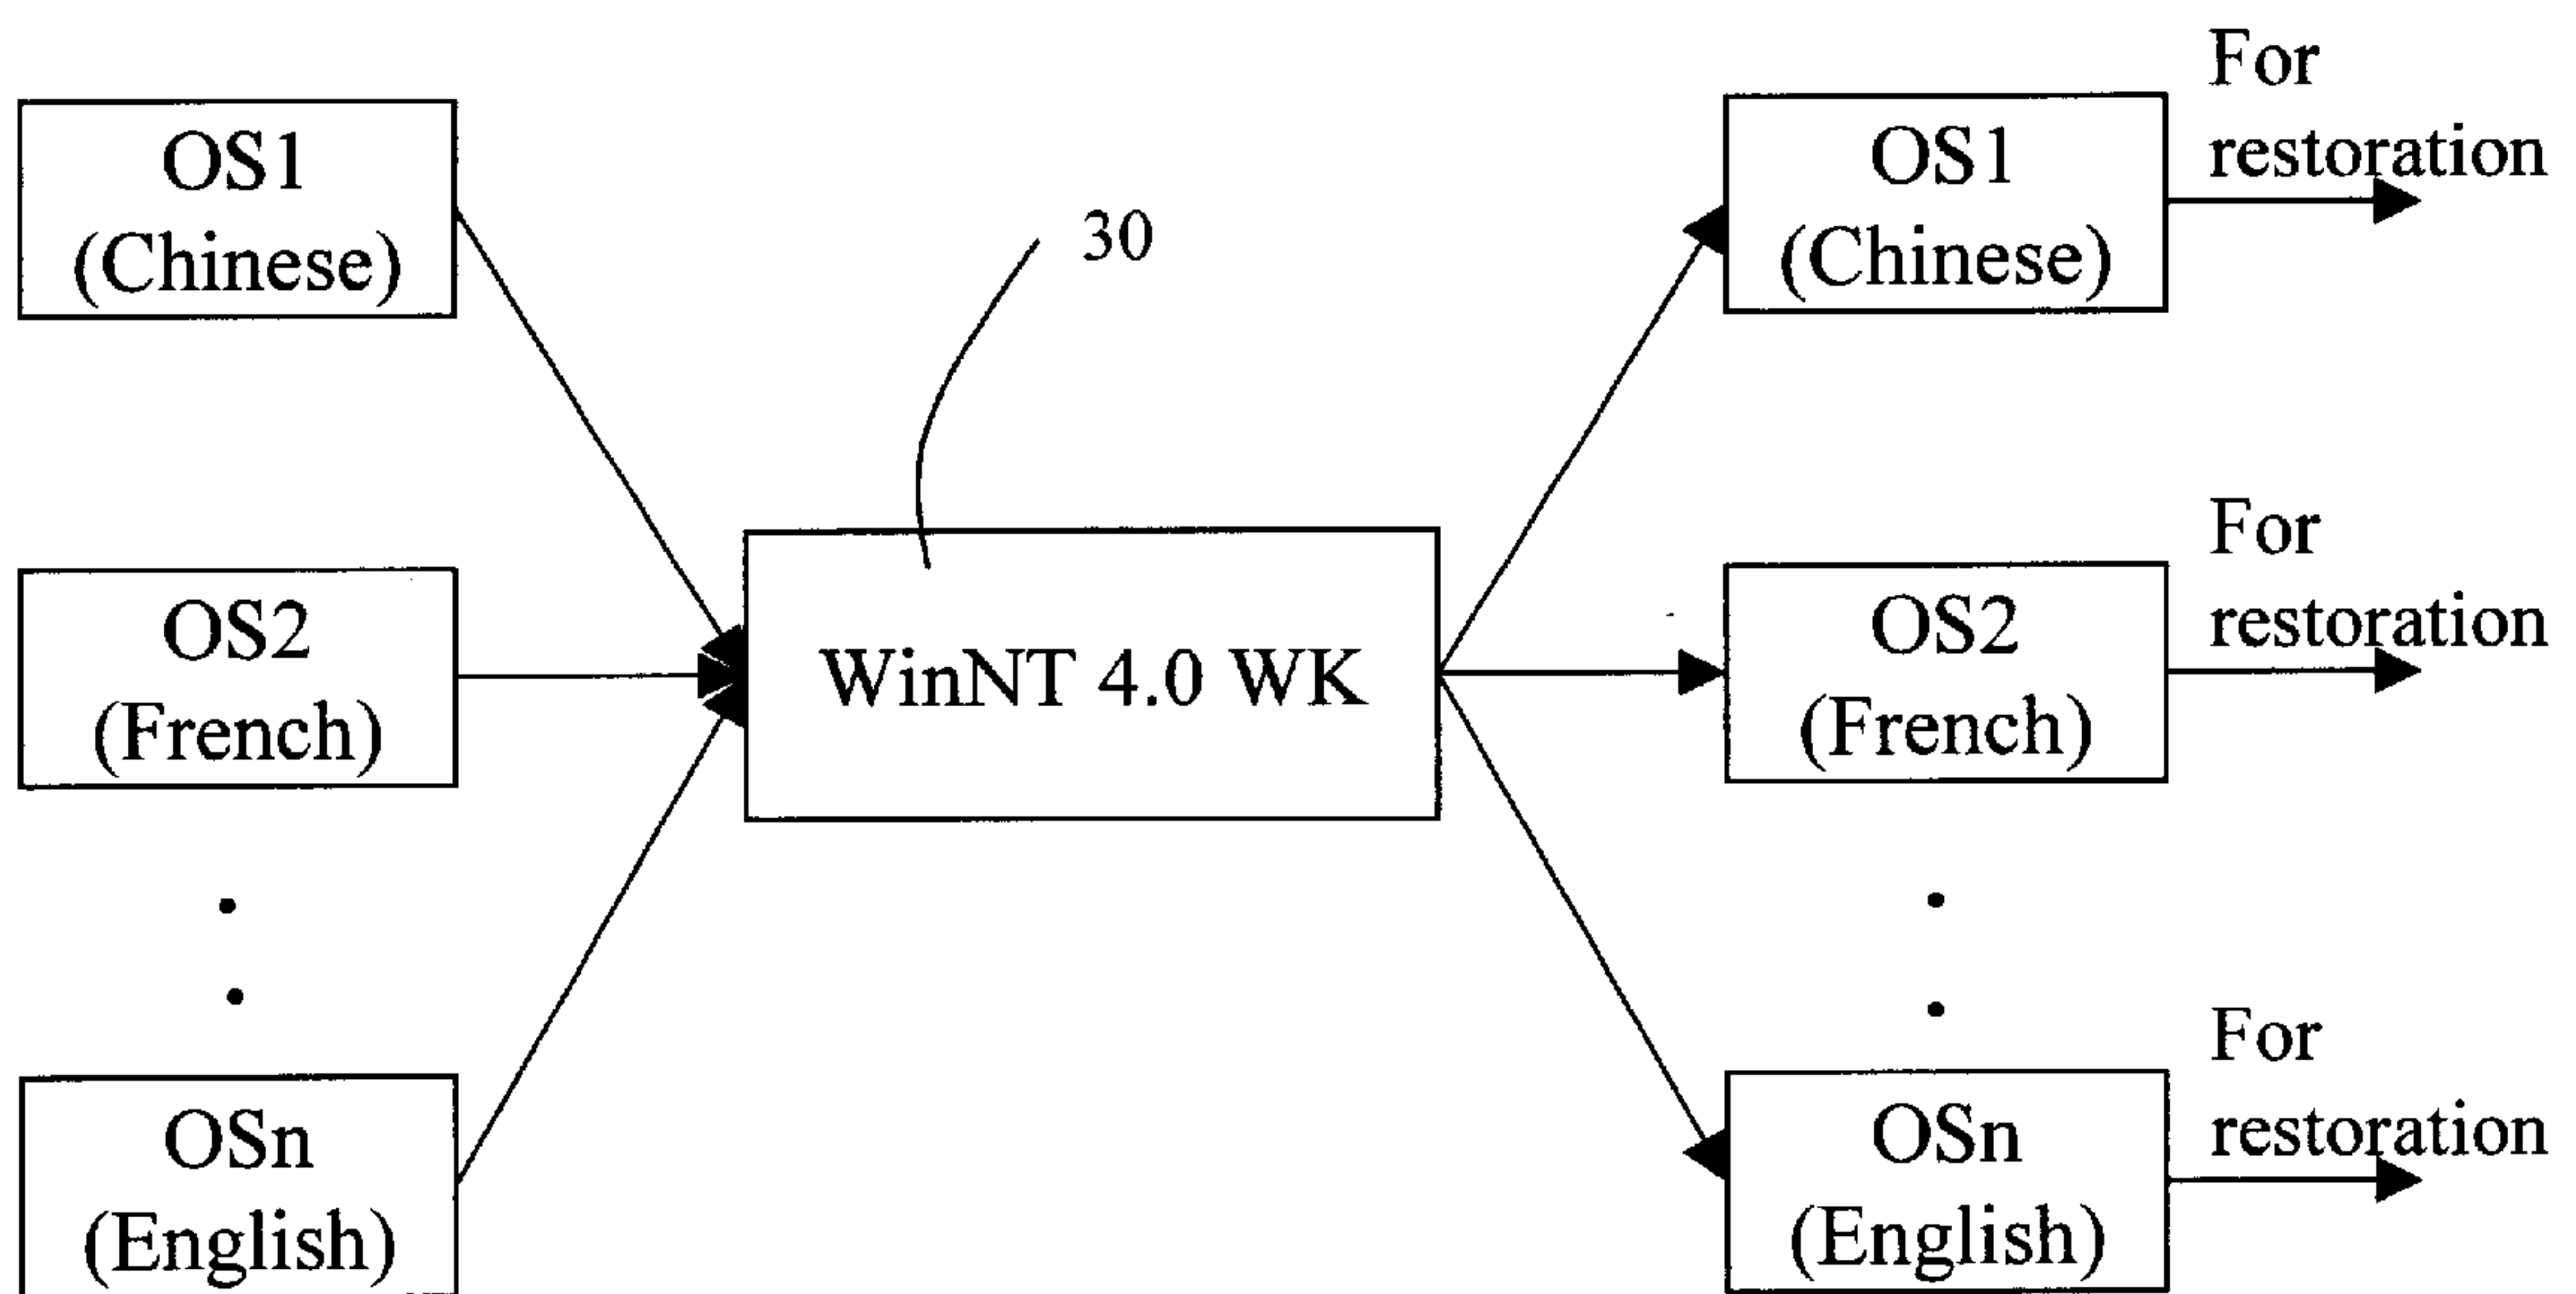 OS1
(Chinese)
OS2
(French)
OSn
(English)
30
WinNT 4.0 WK
OS1
(Chinese)
For
restoration
OS2
(French)
For
restoration
OSn
(English)
For
restoration